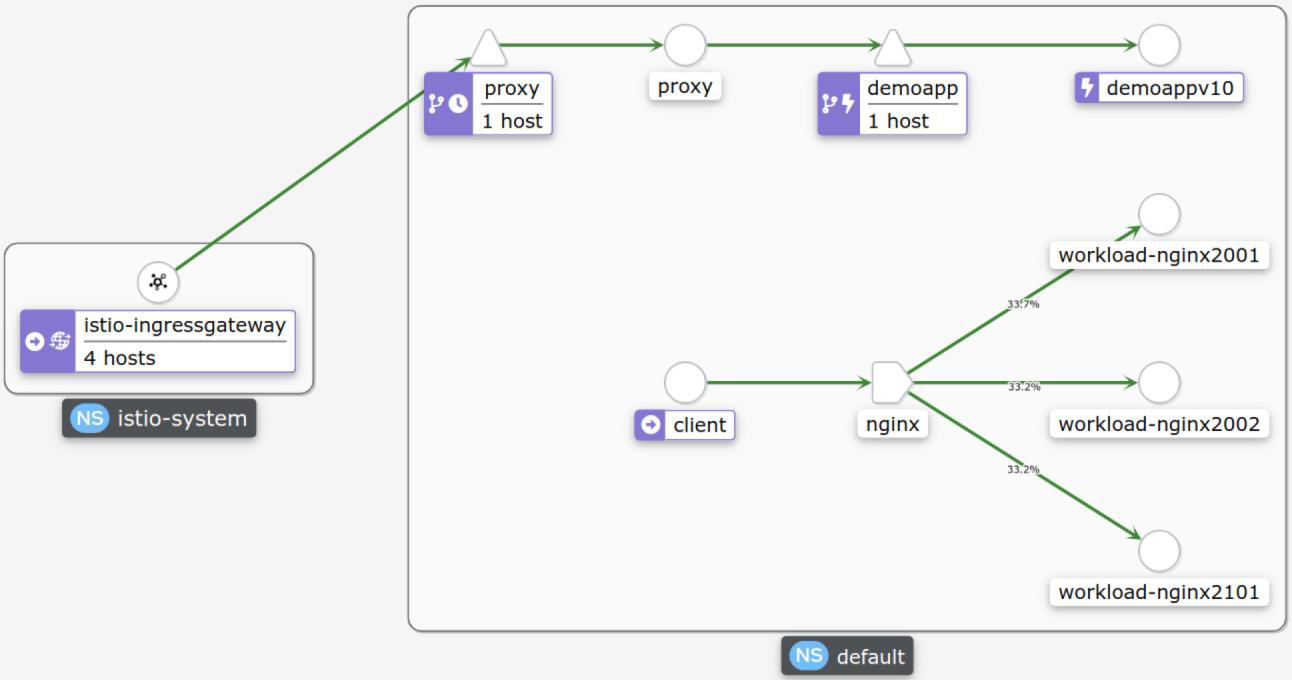 proxy
1 host
proxy
demoapp
1 host
demoappv10
workload-nginx2001
33.7%
istio-ingressgateway
4 hosts
NS istio-system
client
nginx
33.2%
workload-nginx2002
33.2%
workload-nginx2101
NS default